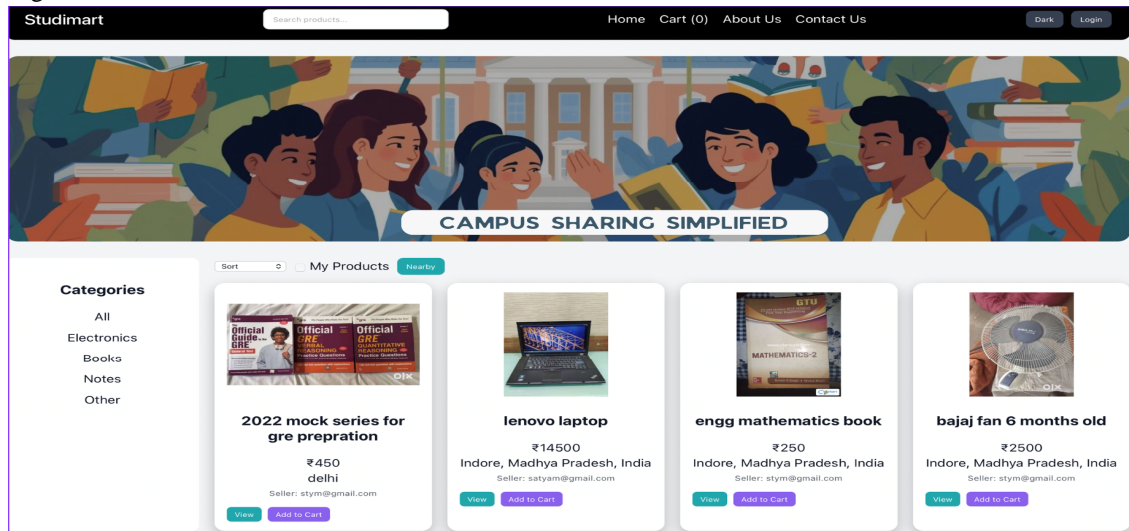 Studimart
Search products...
Home Cart (0) About Us Contact Us
Dark Login
CAMPUS SHARING SIMPLIFIED
Categories
All
Electronics
Books
Notes
Other
Sort
My Products
Nearby
The
Official
Guide to the
GRE
Official
GRE
VERBAL
REASONING
Practice Questions
Official
GRE
QUANTITATIVE
REASONING
Practice Questions
olx
2022 mock series for
gre prepration
₹450
delhi
Seller: stym@gmail.com
View Add to Cart
lenovo laptop
₹14500
Indore, Madhya Pradesh, India
Seller: satyam@gmail.com
View Add to Cart
GTU
MATHEMATICS-2
engg mathematics book
₹250
Indore, Madhya Pradesh, India
Seller: stym@gmail.com
View Add to Cart
olx
bajaj fan 6 months old
₹2500
Indore, Madhya Pradesh, India
Seller: stym@gmail.com
View Add to Cart